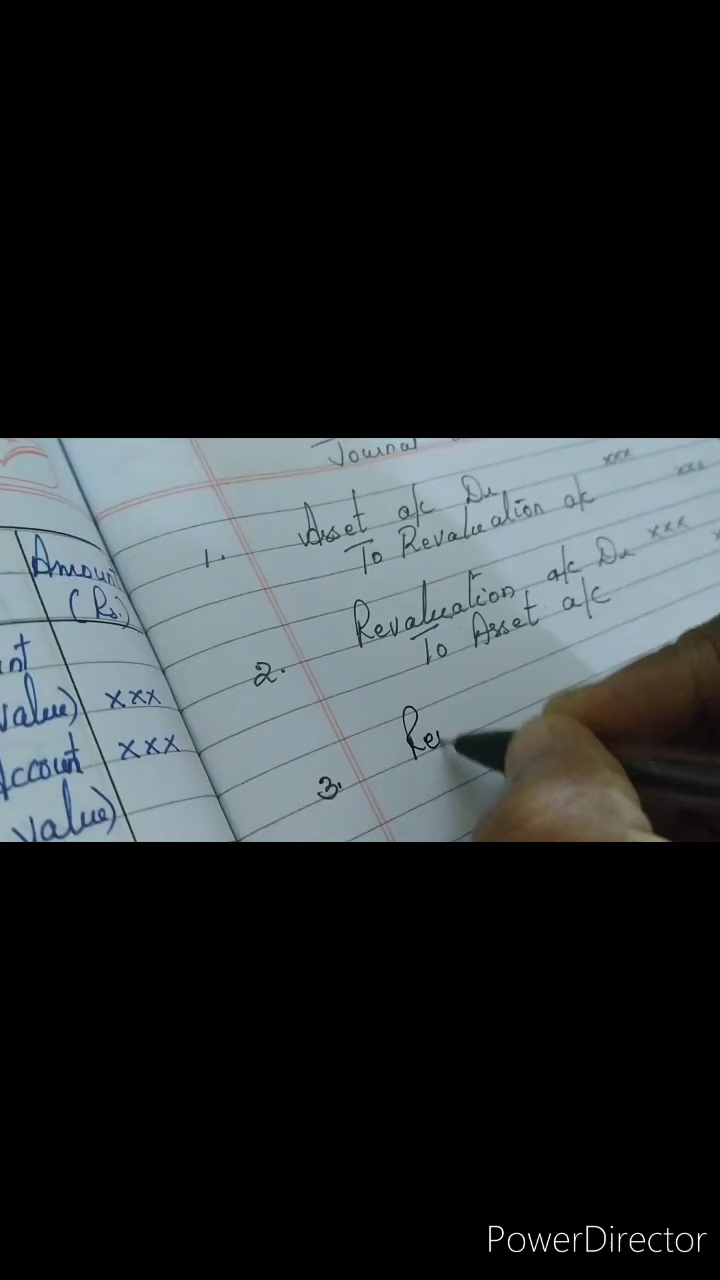 Journal
1. Asset a/c Dr xxx
To Revaluation a/c xxx
2. Revaluation a/c Dr xxx
To Asset a/c
3. Re
Amount
(Rs.)
value) xxx
Account xxx
value)
PowerDirector